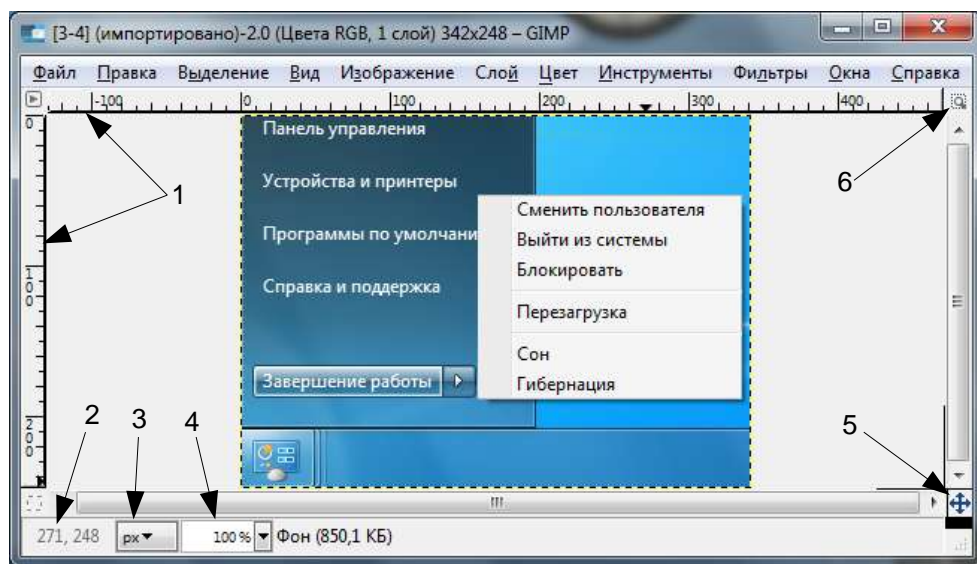 [3-4] (импортировано)-2.0 (Цвета RGB, 1 слой) 342x248 – GIMP
Файл Правка Выделение Вид Изображение Слой Цвет Инструменты Фильтры Окна Справка
-100 0 100 200 300 400
0
Панель управления
Устройства и принтеры
1
6
Сменить пользователя
Программы по умолчани
Выйти из системы
100
Блокировать
Справка и поддержка
Перезагрузка
Сон
Завершение работы
Гибернация
2 3 4
200
5
271, 248 px 100 % Фон (850,1 КБ)